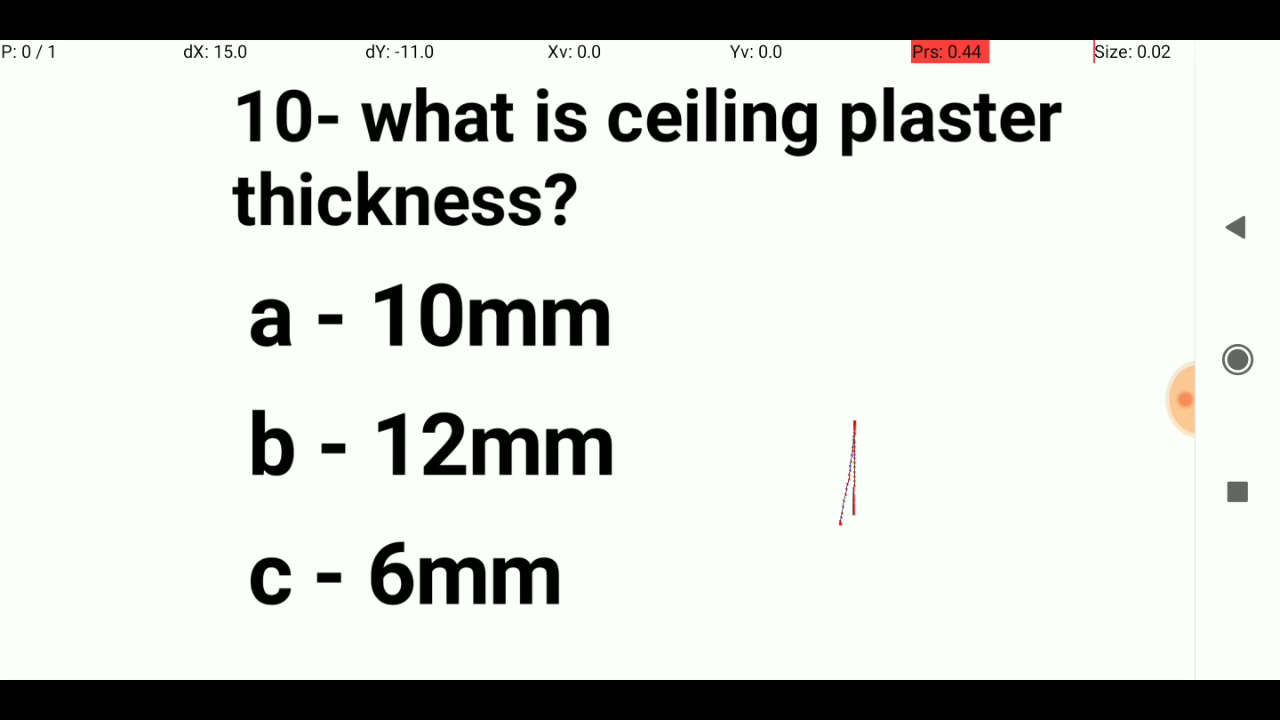 P: 0 / 1 dX: 15.0 dY: -11.0 Xv: 0.0 Yv: 0.0 Prs: 0.44 Size: 0.02
10- what is ceiling plaster
thickness?
a - 10mm
b - 12mm
c - 6mm